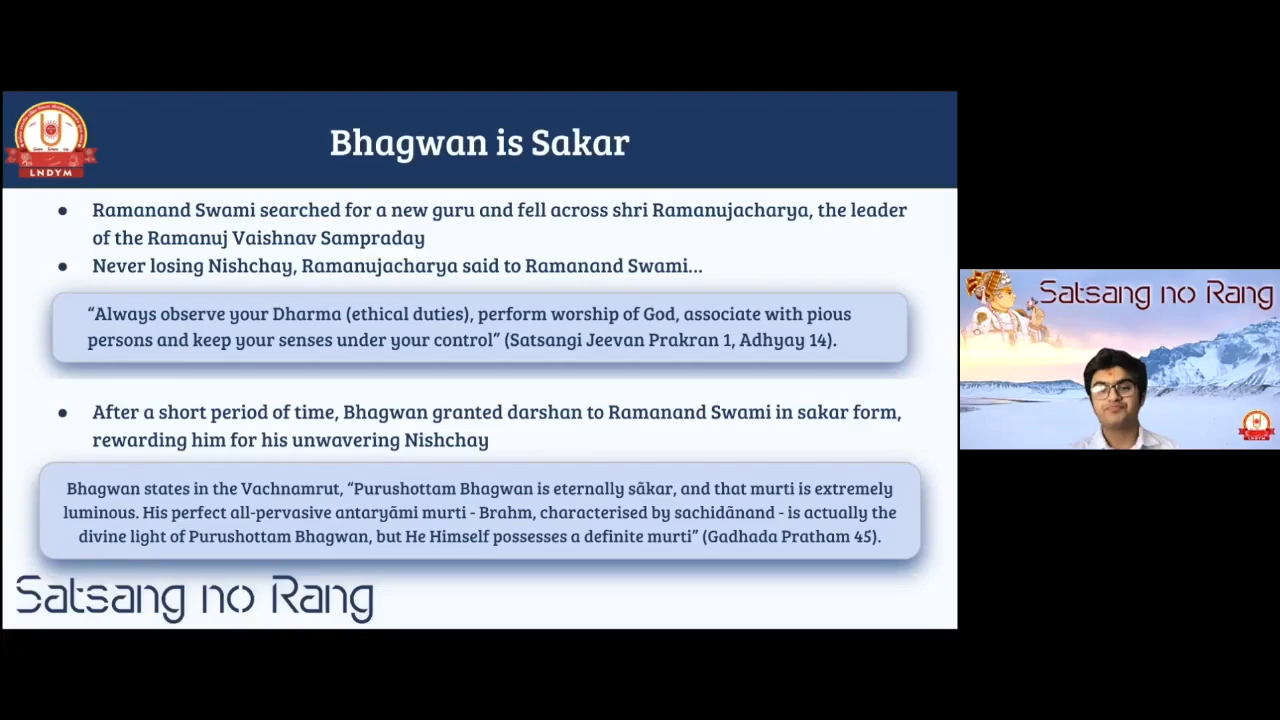 Bhagwan is Sakar
LNDYM
● Ramanand Swami searched for a new guru and fell across shri Ramanujacharya, the leader
of the Ramanuj Vaishnav Sampraday
● Never losing Nishchay, Ramanujacharya said to Ramanand Swami...
“Always observe your Dharma (ethical duties), perform worship of God, associate with pious
persons and keep your senses under your control” (Satsangi Jeevan Prakran 1, Adhyay 14).
● After a short period of time, Bhagwan granted darshan to Ramanand Swami in sakar form,
rewarding him for his unwavering Nishchay
Bhagwan states in the Vachnamrut, “Purushottam Bhagwan is eternally sãkar, and that murti is extremely
luminous. His perfect all-pervasive antaryãmi murti - Brahm, characterised by sachidãnand - is actually the
divine light of Purushottam Bhagwan, but He Himself possesses a definite murti” (Gadhada Pratham 45).
Satsang no Rang
Satsang no Rang
LNDYM